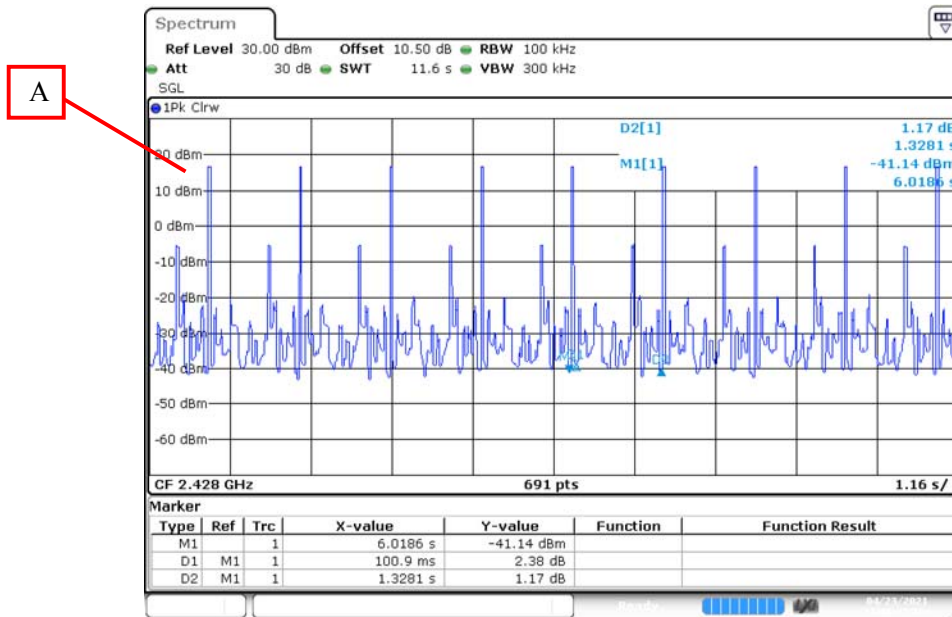 Spectrum
Ref Level 30.00 dBm Offset 10.50 dB RBW 100 kHz
Att 30 dB SWT 11.6 s VBW 300 kHz
SGL
A
1Pk Clrw
D2[1] 1.17 dB
1.3281 s
20 dBm
M1[1] -41.14 dBm
6.0186 s
10 dBm
0 dBm
-10 dBm
-20 dBm
-30 dBm
-40 dBm
-50 dBm
-60 dBm
CF 2.428 GHz 691 pts 1.16 s/
Marker
Type Ref Trc X-value Y-value Function Function Result
M1 1 6.0186 s -41.14 dBm
D1 M1 1 100.9 ms 2.38 dB
D2 M1 1 1.3281 s 1.17 dB